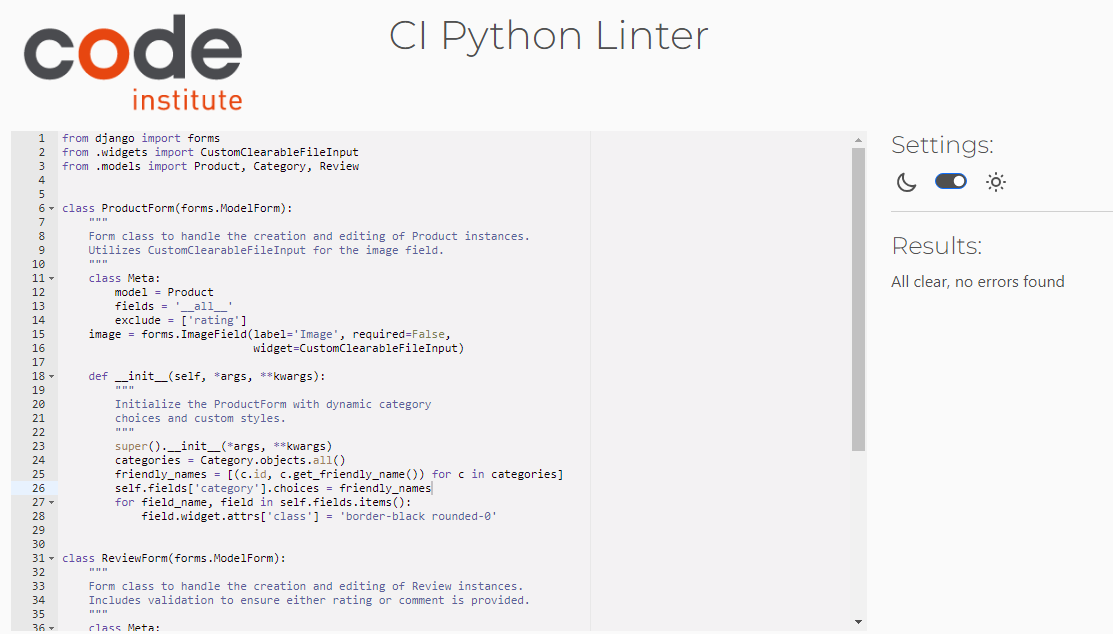 code
institute
CI Python Linter
1 from django import forms
2 from .widgets import CustomClearableFileInput
3 from .models import Product, Category, Review
4
5
6 class ProductForm(forms.ModelForm):
7     """
8     Form class to handle the creation and editing of Product instances.
9     Utilizes CustomClearableFileInput for the image field.
10     """
11     class Meta:
12         model = Product
13         fields = '__all__'
14         exclude = ['rating']
15     image = forms.ImageField(label='Image', required=False,
16                              widget=CustomClearableFileInput)
17
18     def __init__(self, *args, **kwargs):
19         """
20         Initialize the ProductForm with dynamic category
21         choices and custom styles.
22         """
23         super().__init__(*args, **kwargs)
24         categories = Category.objects.all()
25         friendly_names = [(c.id, c.get_friendly_name()) for c in categories]
26         self.fields['category'].choices = friendly_names
27         for field_name, field in self.fields.items():
28             field.widget.attrs['class'] = 'border-black rounded-0'
29
30
31 class ReviewForm(forms.ModelForm):
32     """
33     Form class to handle the creation and editing of Review instances.
34     Includes validation to ensure either rating or comment is provided.
35     """
36     class Meta:
Settings:
Results:
All clear, no errors found